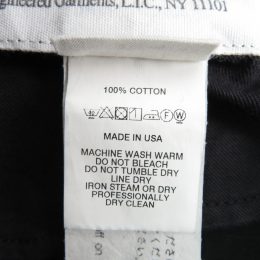 gineered Garments, L.I.C., NY 11101
100% COTTON
MADE IN USA
MACHINE WASH WARM
DO NOT BLEACH
DO NOT TUMBLE DRY
LINE DRY
IRON STEAM OR DRY
PROFESSIONALLY
DRY CLEAN